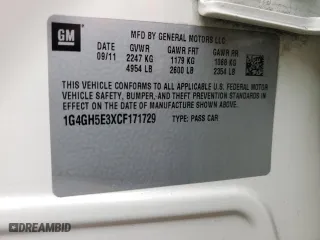 GM
MFD BY GENERAL MOTORS LLC
DATE GVWR GAWR FRT GAWR RR
09/11 2247 KG 1179 KG 1068 KG
4954 LB 2600 LB 2354 LB
THIS VEHICLE CONFORMS TO ALL APPLICABLE U.S. FEDERAL MOTOR
VEHICLE SAFETY, BUMPER, AND THEFT PREVENTION STANDARDS IN
EFFECT ON THE DATE OF MANUFACTURE SHOWN ABOVE.
1G4GH5E3XCF171729 TYPE: PASS CAR
DREAMBID